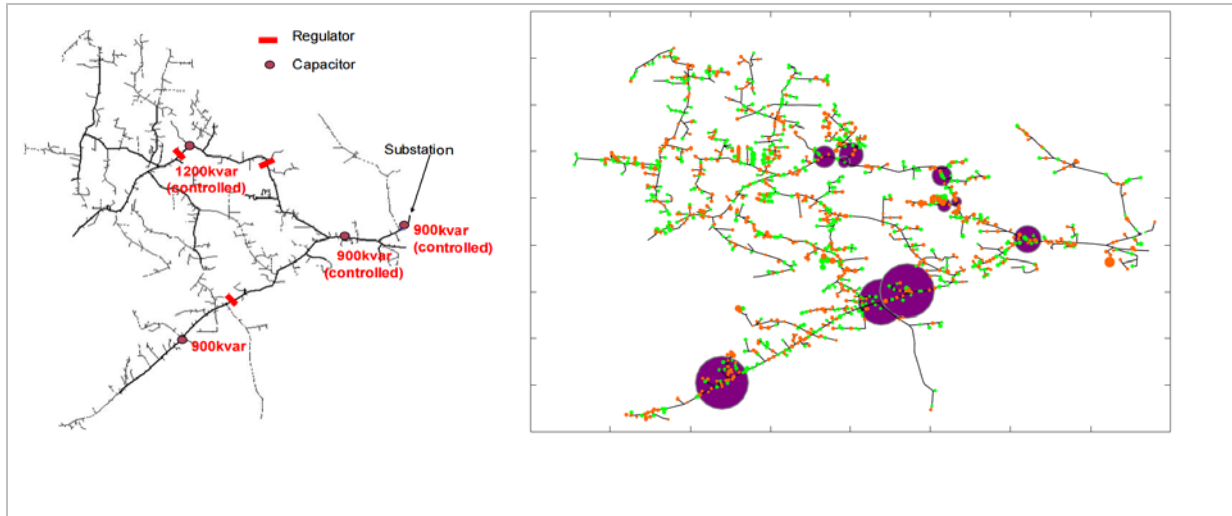 Regulator
Capacitor
Substation
1200kvar
(controlled)
900kvar
(controlled)
900kvar
(controlled)
900kvar